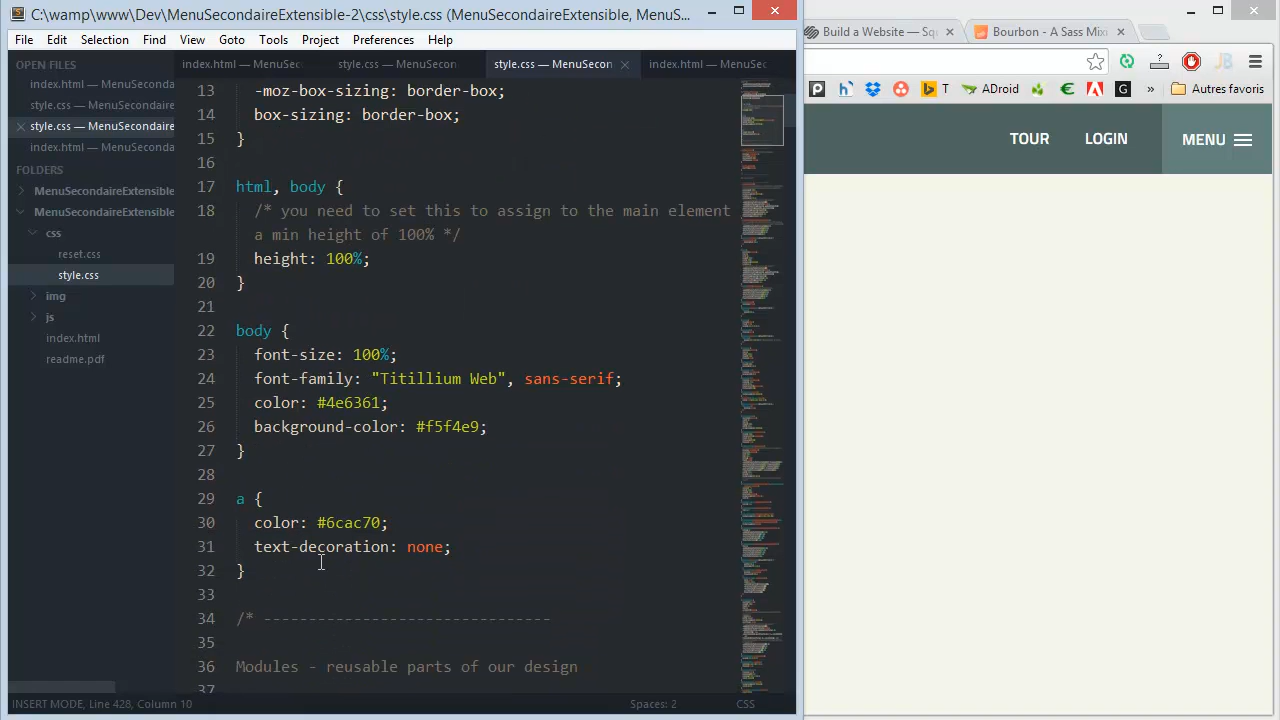 C:\wamp\www\Dev\MenuSecondaireExtensible-2\css\style.css (MenuSecondaireExtensible, MenuS...
File Edit Selection Find View Goto Tools Project Preferences Help
OPEN FILES
index.html — MenuSec
style.css — MenuSecon
style.css — MenuSecon
index.html — MenuSec
index.html — MenuSecondaire
style.css — MenuSecondaire
style.css — MenuSecondaire
index.html — MenuSeconda
FOLDERS
MenuSecondaireExtensible
MenuSecondaireExtensible
reset.css
style.css
img
readme.pdf
13 -moz-box-sizing: border-box
14 box-sizing: border-box;
15 }
16
17 html, body {
18 /* you need to set this to assign to the main element
a min height of 100% */
19 height: 100%;
20 }
21
22 body {
23 font-size: 100%;
24 font-family: "Titillium Web", sans-serif;
25 color: #4e6361;
26 background-color: #f5f4e9;
27 }
28
29 a {
30 color: #bcac70;
31 text-decoration: none;
32 }
33
34 /* --------------------------------
35
36 Modules - reusable parts of our design
37
INSERT MODE, Line 428, Column 10
Spaces: 2
CSS
Build a Website — Squ
Bourbon - A Sass Mixi
T
ADDetu
G
»
Autres favoris
TOUR
LOGIN
MENU